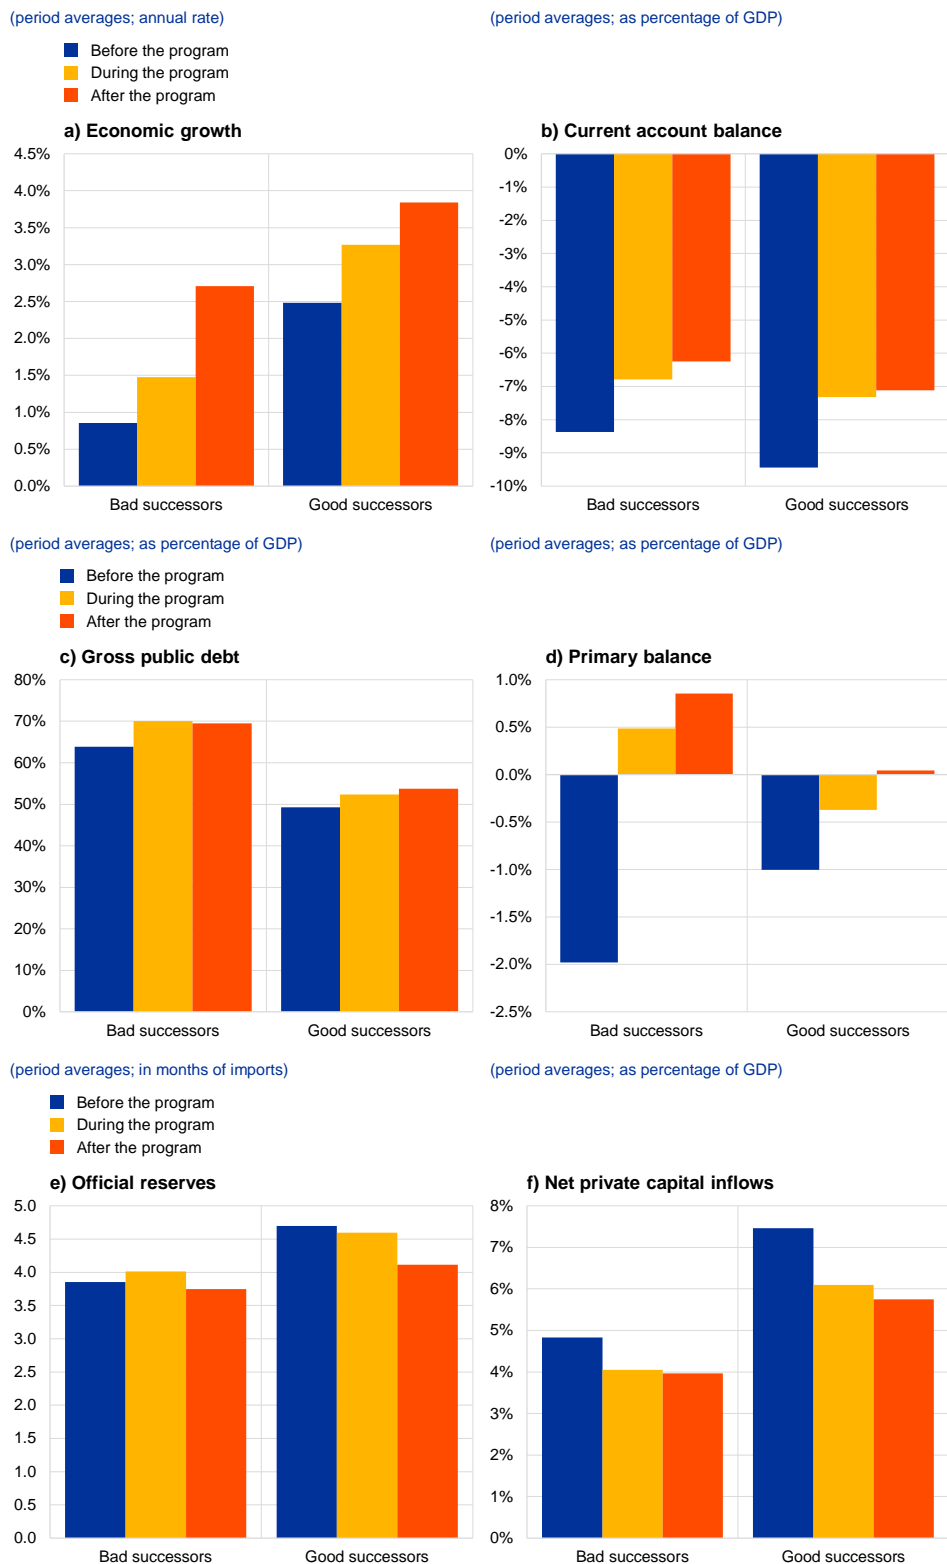 (period averages; annual rate)
(period averages; as percentage of GDP)
Before the program
During the program
After the program
a) Economic growth
b) Current account balance
4.5%
4.0%
3.5%
3.0%
2.5%
2.0%
1.5%
1.0%
0.5%
0.0%
Bad successors
Good successors
0%
-1%
-2%
-3%
-4%
-5%
-6%
-7%
-8%
-9%
-10%
Bad successors
Good successors
(period averages; as percentage of GDP)
(period averages; as percentage of GDP)
Before the program
During the program
After the program
c) Gross public debt
d) Primary balance
80%
70%
60%
50%
40%
30%
20%
10%
0%
Bad successors
Good successors
1.0%
0.5%
0.0%
-0.5%
-1.0%
-1.5%
-2.0%
-2.5%
Bad successors
Good successors
(period averages; in months of imports)
(period averages; as percentage of GDP)
Before the program
During the program
After the program
e) Official reserves
f) Net private capital inflows
5.0
4.5
4.0
3.5
3.0
2.5
2.0
1.5
1.0
0.5
0.0
Bad successors
Good successors
8%
7%
6%
5%
4%
3%
2%
1%
0%
Bad successors
Good successors